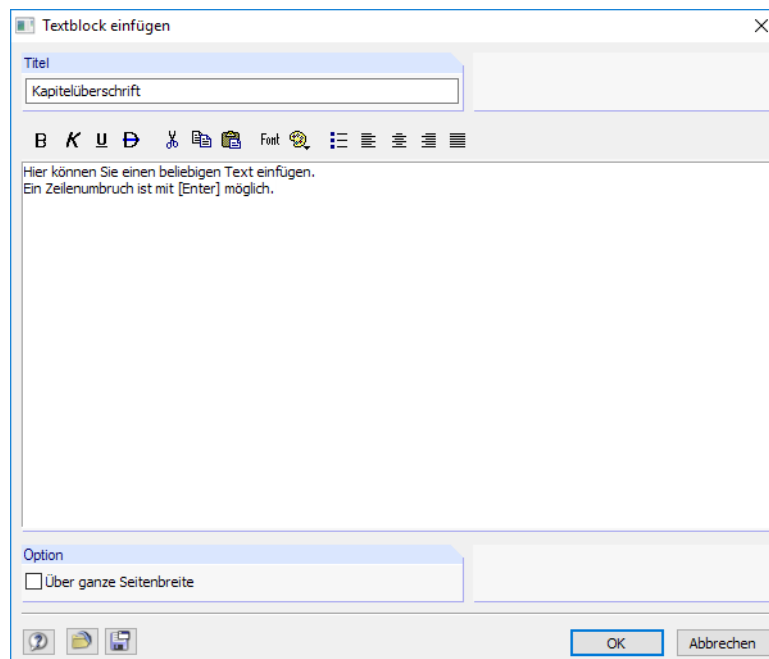 Textblock einfügen
Titel
Kapitelüberschrift
B K U D Font
Hier können Sie einen beliebigen Text einfügen.
Ein Zeilenumbruch ist mit [Enter] möglich.
Option
Über ganze Seitenbreite
OK Abbrechen